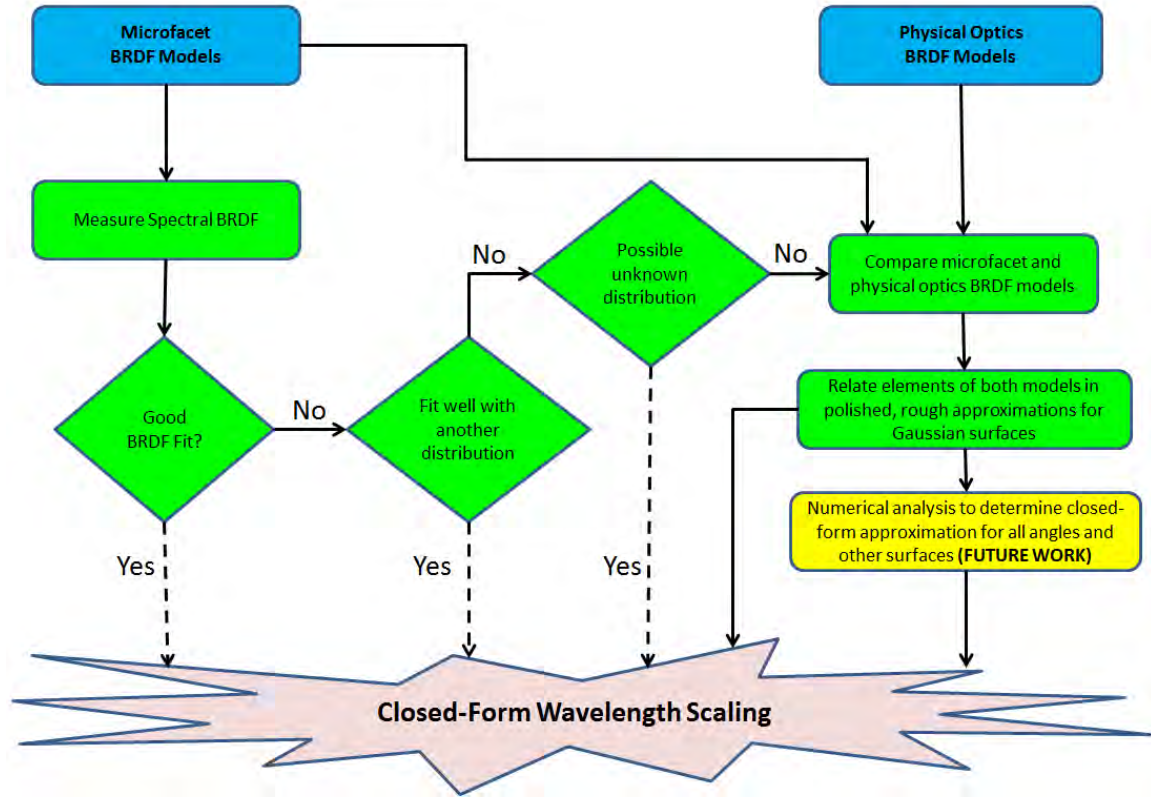 Microfacet
BRDF Models
Physical Optics
BRDF Models
Measure Spectral BRDF
No
Possible
unknown
distribution
No
Compare microfacet and
physical optics BRDF models
Good
BRDF Fit?
No
Fit well with
another
distribution
Relate elements of both models in
polished, rough approximations for
Gaussian surfaces
Numerical analysis to determine closed-
form approximation for all angles and
other surfaces (FUTURE WORK)
Yes
Yes
Yes
Closed-Form Wavelength Scaling